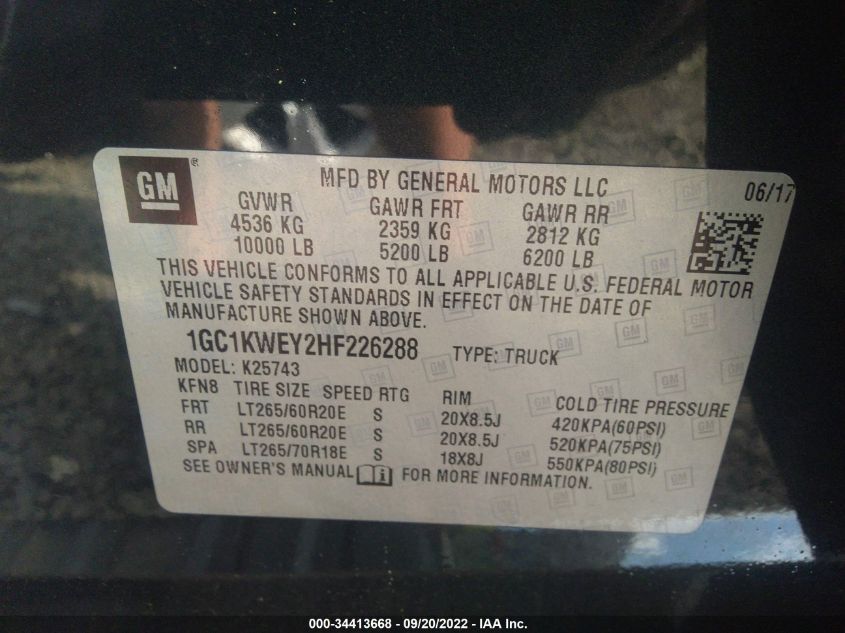 GM ®
MFD BY GENERAL MOTORS LLC 06/17
GVWR GAWR FRT GAWR RR
4536 KG 2359 KG 2812 KG
10000 LB 5200 LB 6200 LB
THIS VEHICLE CONFORMS TO ALL APPLICABLE U.S. FEDERAL MOTOR
VEHICLE SAFETY STANDARDS IN EFFECT ON THE DATE OF
MANUFACTURE SHOWN ABOVE.
1GC1KWEY2HF226288 TYPE: TRUCK
MODEL: K25743
KFN8 TIRE SIZE SPEED RTG RIM COLD TIRE PRESSURE
FRT LT265/60R20E S 20X8.5J 420KPA(60PSI)
RR LT265/60R20E S 20X8.5J 520KPA(75PSI)
SPA LT265/70R18E S 18X8J 550KPA(80PSI)
SEE OWNER'S MANUAL FOR MORE INFORMATION.
000-34413668 - 09/20/2022 - IAA Inc.